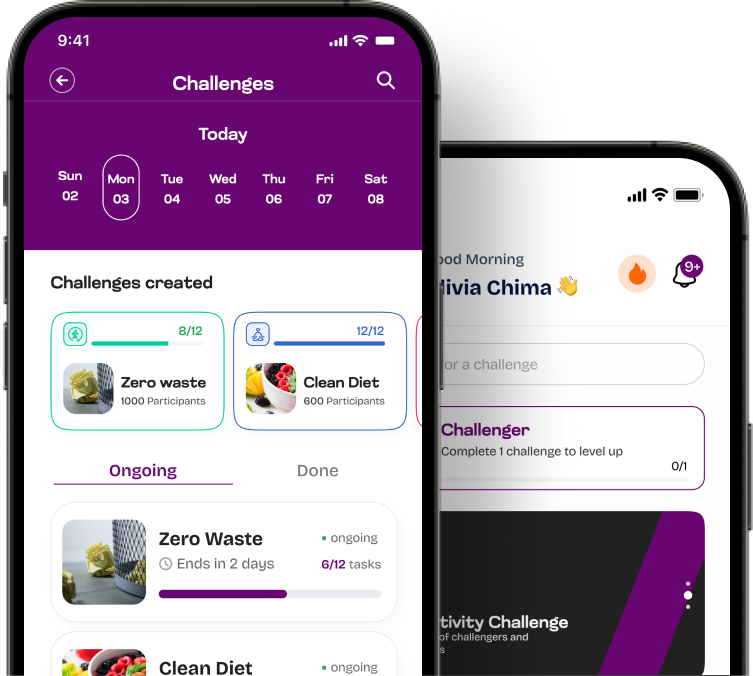 9:41
Challenges
Today
Sun Mon Tue Wed Thu Fri Sat
02 03 04 05 06 07 08
Challenges created
8/12
Zero waste
1000 Participants
12/12
Clean Diet
600 Participants
Ongoing Done
Zero Waste
ongoing
Ends in 2 days
6/12 tasks
Clean Diet
ongoing
ood Morning
livia Chima 👋
9+
or a challenge
Challenger
Complete 1 challenge to level up
0/1
tivity Challenge
of challengers and
s